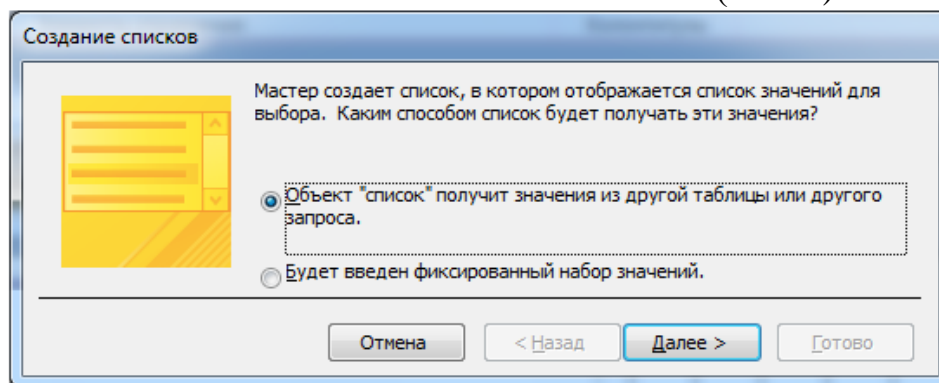 Создание списков
Мастер создает список, в котором отображается список значений для
выбора. Каким способом список будет получать эти значения?
Объект "список" получит значения из другой таблицы или другого
запроса.
Будет введен фиксированный набор значений.
Отмена
< Назад
Далее >
Готово